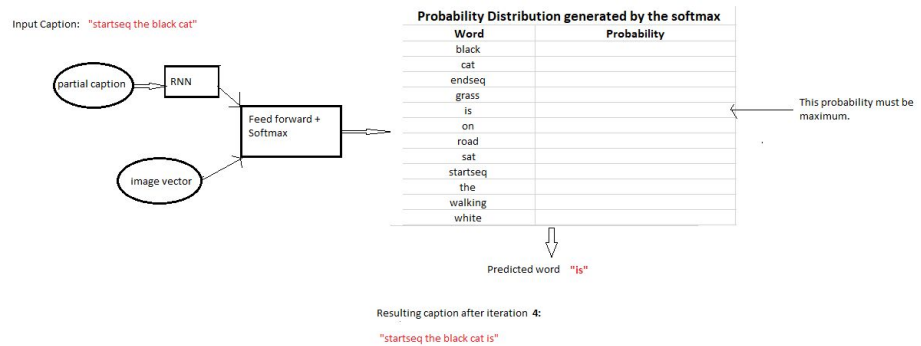 Input Caption: "startseq the black cat"
partial caption
RNN
Feed forward +
Softmax
image vector
Probability Distribution generated by the softmax
Word Probability
black
cat
endseq
grass
is
on
road
sat
startseq
the
walking
white
This probability must be
maximum.
Predicted word "is"
Resulting caption after iteration 4:
"startseq the black cat is"